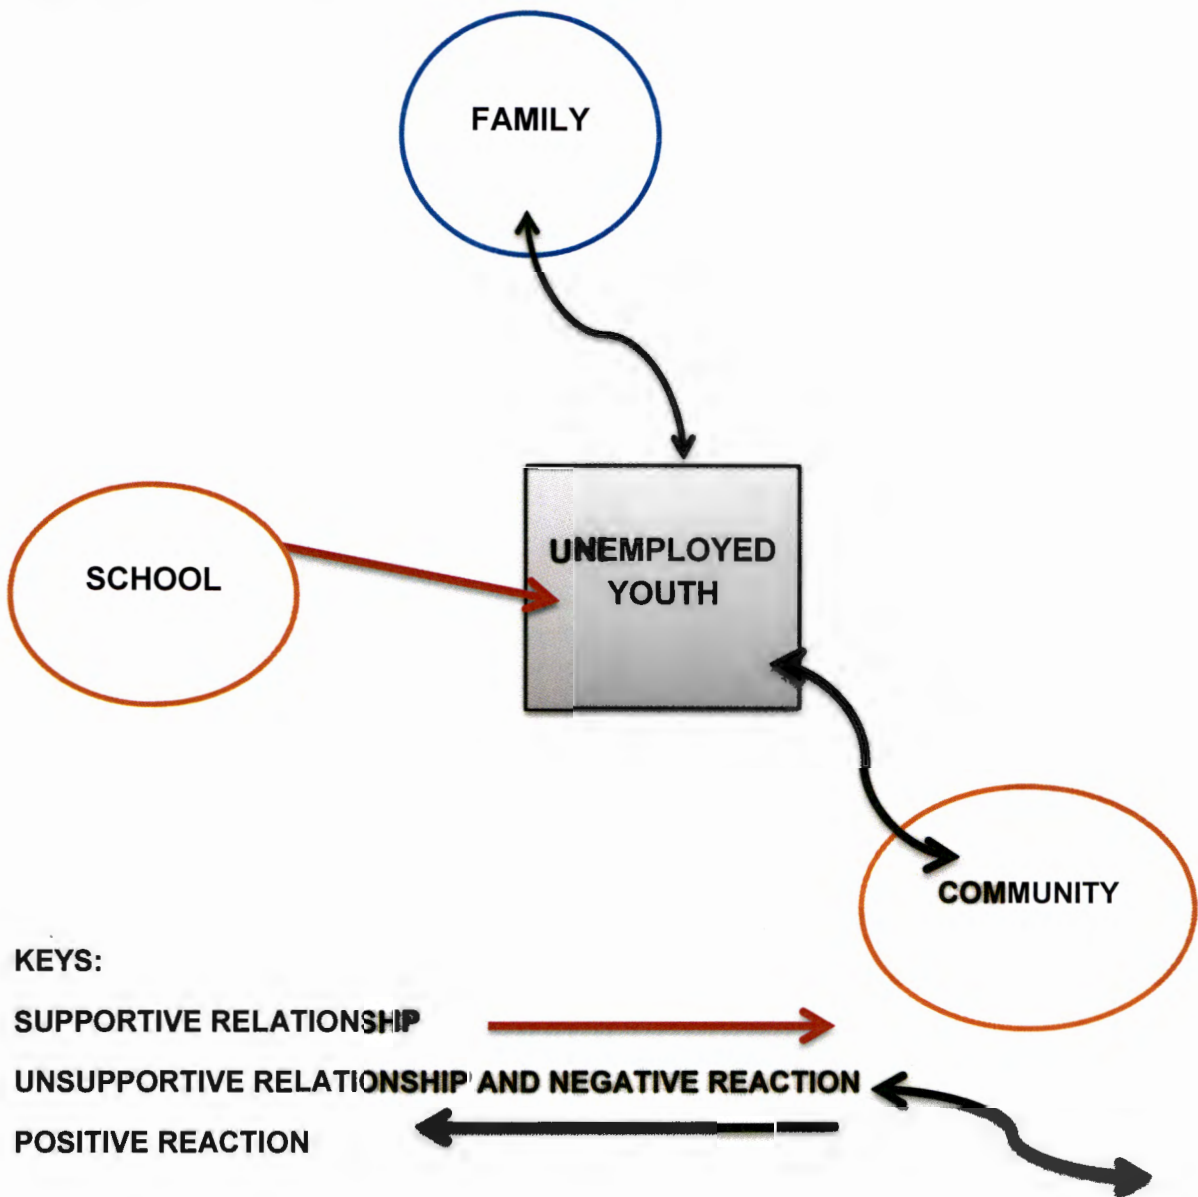 FAMILY
SCHOOL
UNEMPLOYED
YOUTH
COMMUNITY
KEYS:
SUPPORTIVE RELATIONSHIP
UNSUPPORTIVE RELATIONSHIP AND NEGATIVE REACTION
POSITIVE REACTION